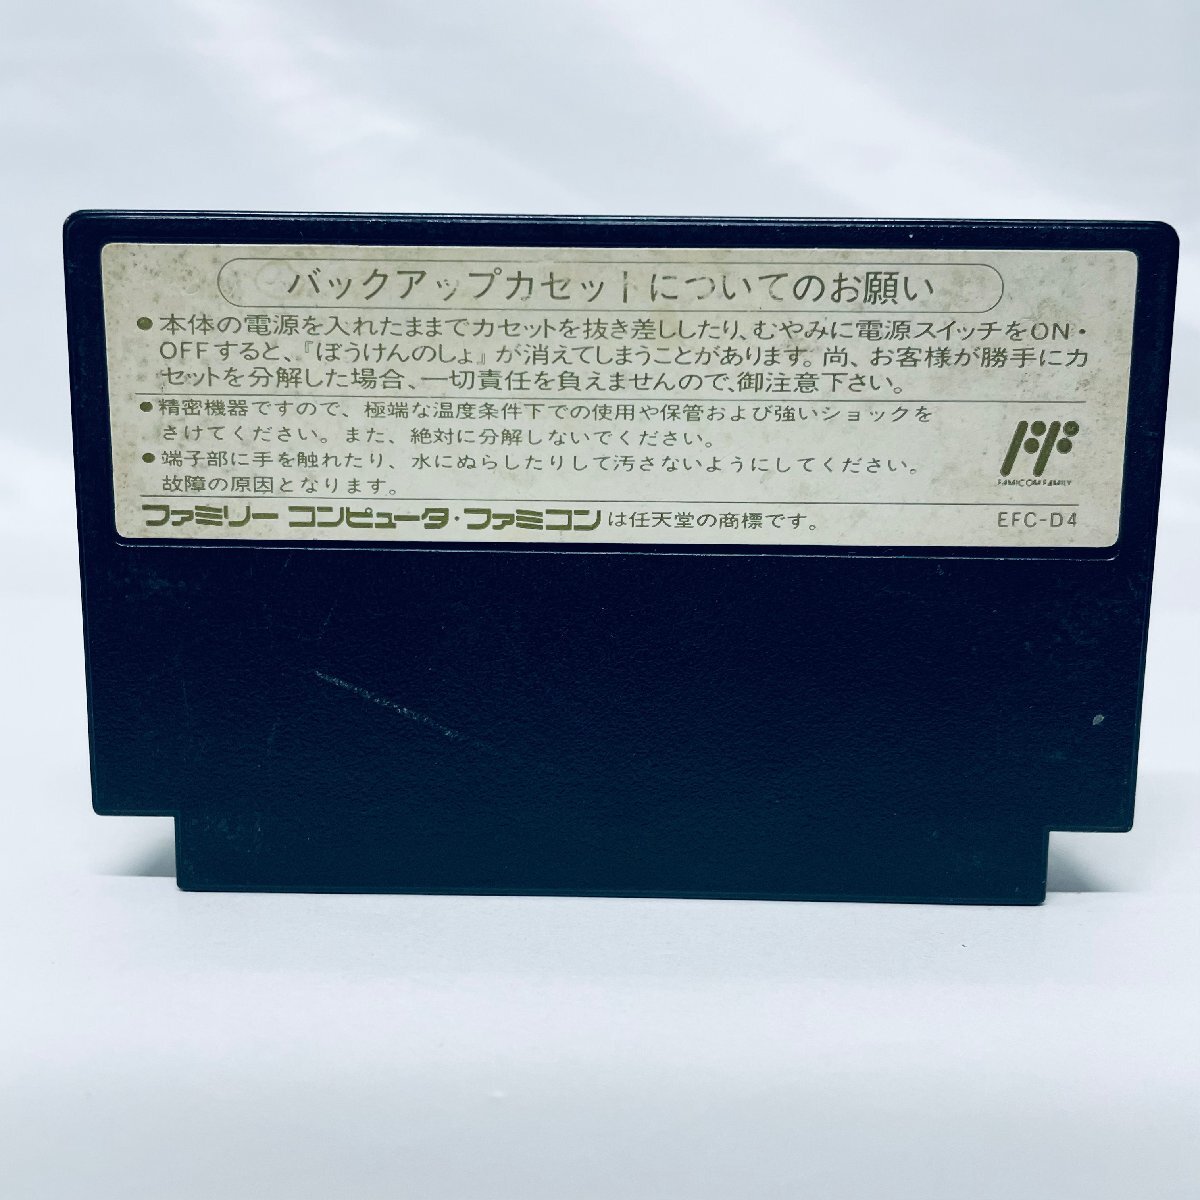 バックアップカセットについてのお願い
●本体の電源を入れたままでカセットを抜き差ししたり、むやみに電源スイッチをON・
OFFすると、『ぼうけんのしょ』が消えてしまうことがあります。尚、お客様が勝手にカ
セットを分解した場合、一切責任を負えませんので、御注意下さい。
●精密機器ですので、極端な温度条件下での使用や保管および強いショックを
さけてください。また、絶対に分解しないでください。
●端子部に手を触れたり、水にぬらしたりして汚さないようにしてください。
故障の原因となります。
FAMICOM FAMILY
ファミリーコンピュータ・ファミコンは任天堂の商標です。 EFC-D4